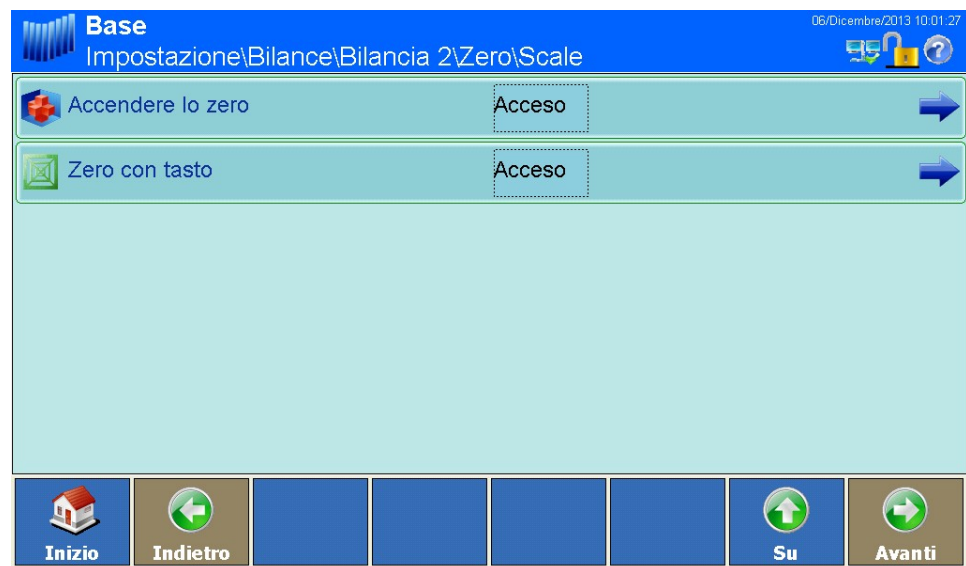 Base
06/Dicembre/2013 10:01:27
Impostazione\Bilance\Bilancia 2\Zero\Scale
?
Accendere lo zero Acceso
Zero con tasto Acceso
Inizio Indietro Su Avanti